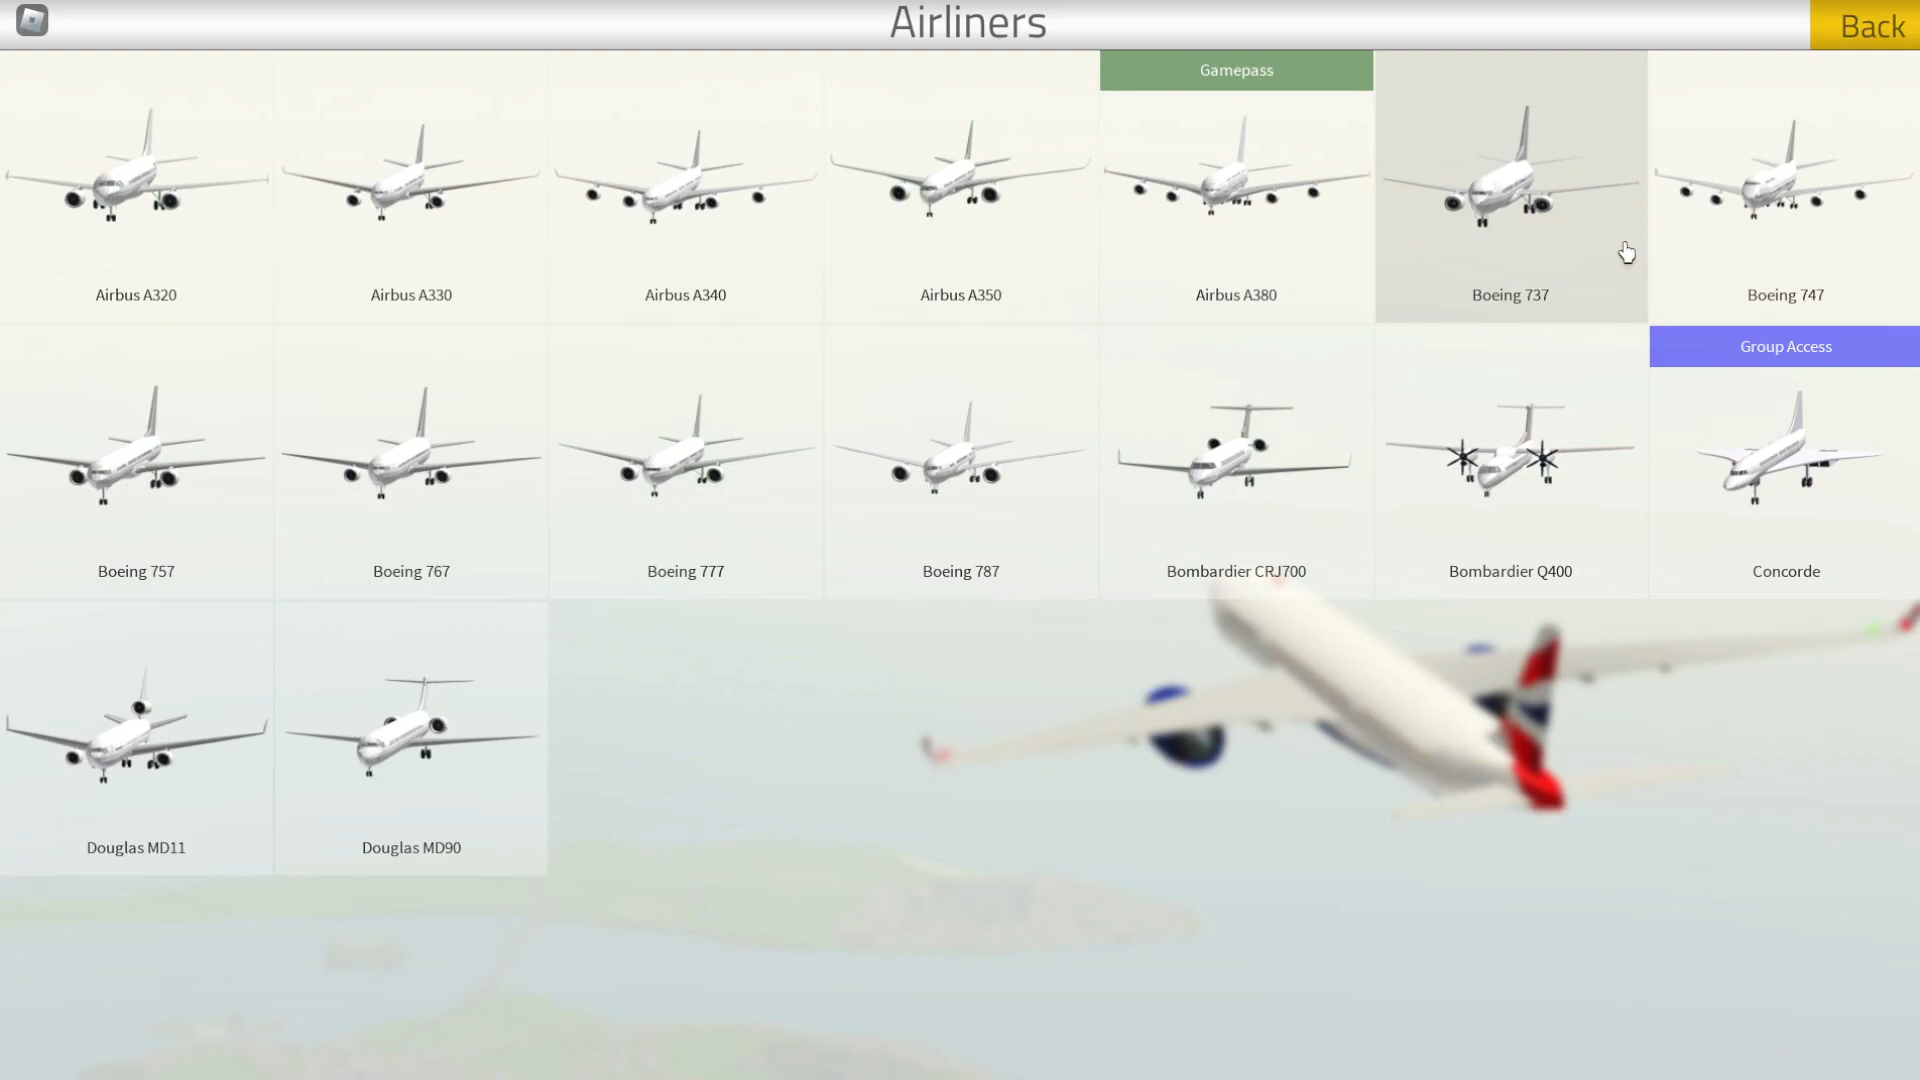 Airliners
Back
Gamepass
Airbus A320
Airbus A330
Airbus A340
Airbus A350
Airbus A380
Boeing 737
Boeing 747
Group Access
Boeing 757
Boeing 767
Boeing 777
Boeing 787
Bombardier CRJ700
Bombardier Q400
Concorde
Douglas MD11
Douglas MD90